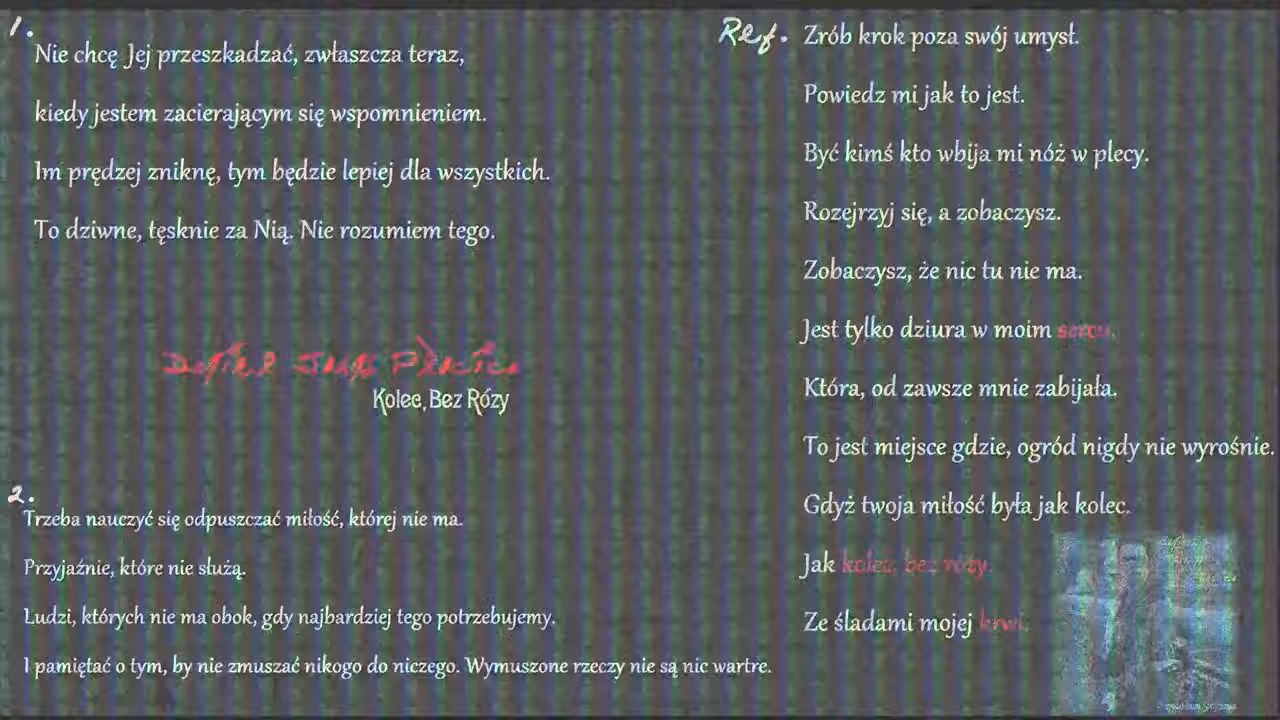 1.
Nie chcę Jej przeszkadzać, zwłaszcza teraz,
kiedy jestem zacierającym się wspomnieniem.
Im prędzej zniknę, tym będzie lepiej dla wszystkich.
To dziwne, tęsknie za Nią. Nie rozumiem tego.
Kolec, Bez Rózy
2.
Trzeba nauczyć się odpuszczać miłość, której nie ma.
Przyjaźnie, które nie służą.
Ludzi, których nie ma obok, gdy najbardziej tego potrzebujemy.
I pamiętać o tym, by nie zmuszać nikogo do niczego. Wymuszone rzeczy nie są nic wartre.
Ref. Zrób krok poza swój umysł.
Powiedz mi jak to jest.
Być kimś kto wbija mi nóż w plecy.
Rozejrzyj się, a zobaczysz.
Zobaczysz, że nic tu nie ma.
Jest tylko dziura w moim sercu.
Która, od zawsze mnie zabijała.
To jest miejsce gdzie, ogród nigdy nie wyrośnie.
Gdyż twoja miłość była jak kolec.
Jak kolec, bez róży.
Ze śladami mojej krwi.